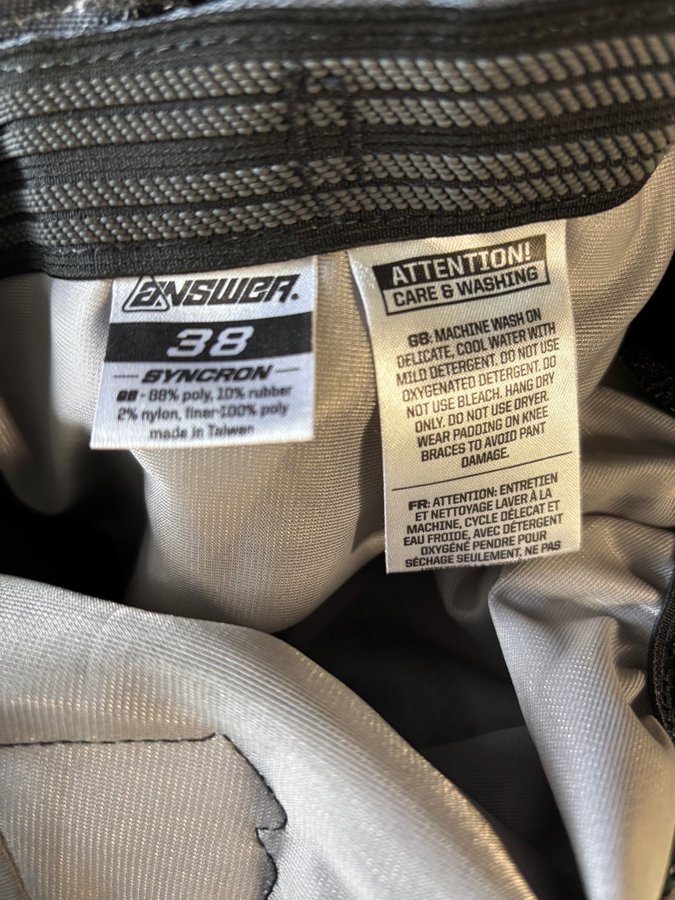 ANSWER.
38
SYNCRON
GB - 88% poly, 10% rubber
2% nylon, finer-100% poly
made in Taiwan
ATTENTION!
CARE & WASHING
GB: MACHINE WASH ON
DELICATE, COOL WATER WITH
MILD DETERGENT. DO NOT USE
OXYGENATED DETERGENT. DO
NOT USE BLEACH. HANG DRY
ONLY. DO NOT USE DRYER.
WEAR PADDING ON KNEE
BRACES TO AVOID PANT
DAMAGE.
FR: ATTENTION: ENTRETIEN
ET NETTOYAGE LAVER À LA
MACHINE, CYCLE DÉLECAT ET
EAU FROIDE, AVEC DÉTERGENT
OXYGÉNÉ PENDRE POUR
SÉCHAGE SEULEMENT. NE PAS